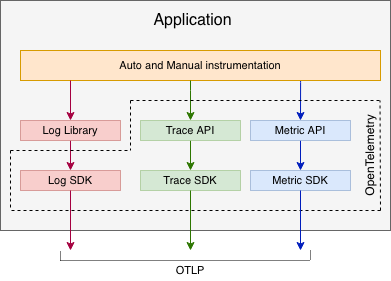 Application
Auto and Manual instrumentation
Log Library
Trace API
Metric API
OpenTelemetry
Log SDK
Trace SDK
Metric SDK
OTLP